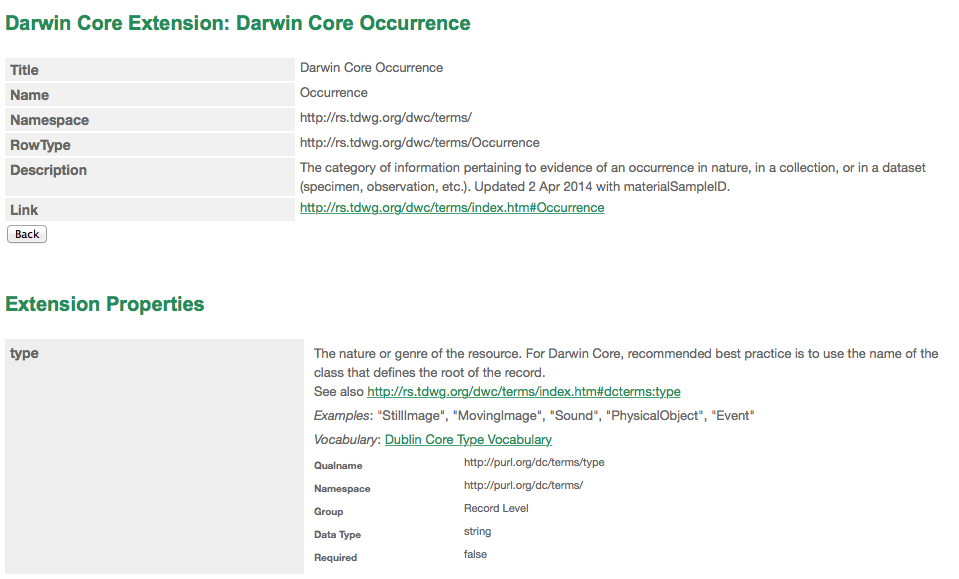 Darwin Core Extension: Darwin Core Occurrence
Title Darwin Core Occurrence
Name Occurrence
Namespace http://rs.tdwg.org/dwc/terms/
RowType http://rs.tdwg.org/dwc/terms/Occurrence
Description The category of information pertaining to evidence of an occurrence in nature, in a collection, or in a dataset
(specimen, observation, etc.). Updated 2 Apr 2014 with materialSampleID.
Link http://rs.tdwg.org/dwc/terms/index.htm#Occurrence
Back
Extension Properties
type The nature or genre of the resource. For Darwin Core, recommended best practice is to use the name of the
class that defines the root of the record.
See also http://rs.tdwg.org/dwc/terms/index.htm#dcterms:type
Examples: "StillImage", "MovingImage", "Sound", "PhysicalObject", "Event"
Vocabulary: Dublin Core Type Vocabulary
Qualname http://purl.org/dc/terms/type
Namespace http://purl.org/dc/terms/
Group Record Level
Data Type string
Required false